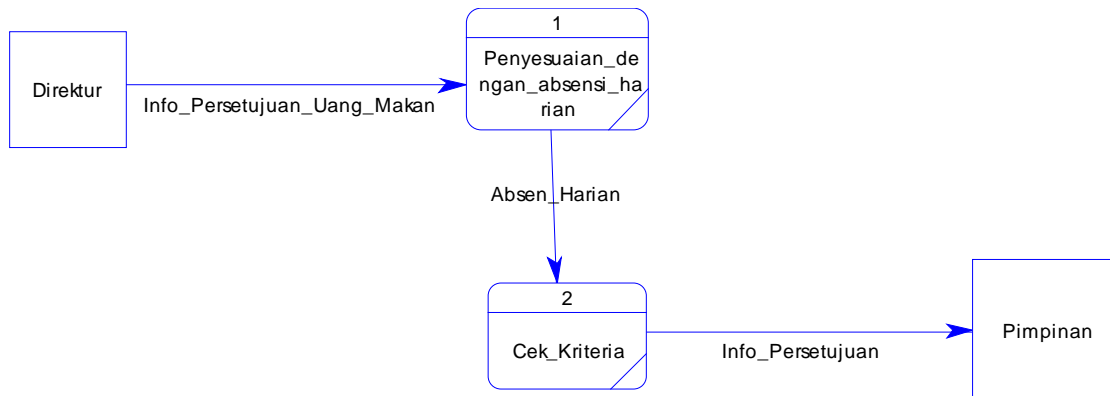 1
Penyesuaian_de
ngan_absensi_ha
rian
Direktur
Info_Persetujuan_Uang_Makan
Absen_Harian
2
Cek_Kriteria
Info_Persetujuan
Pimpinan